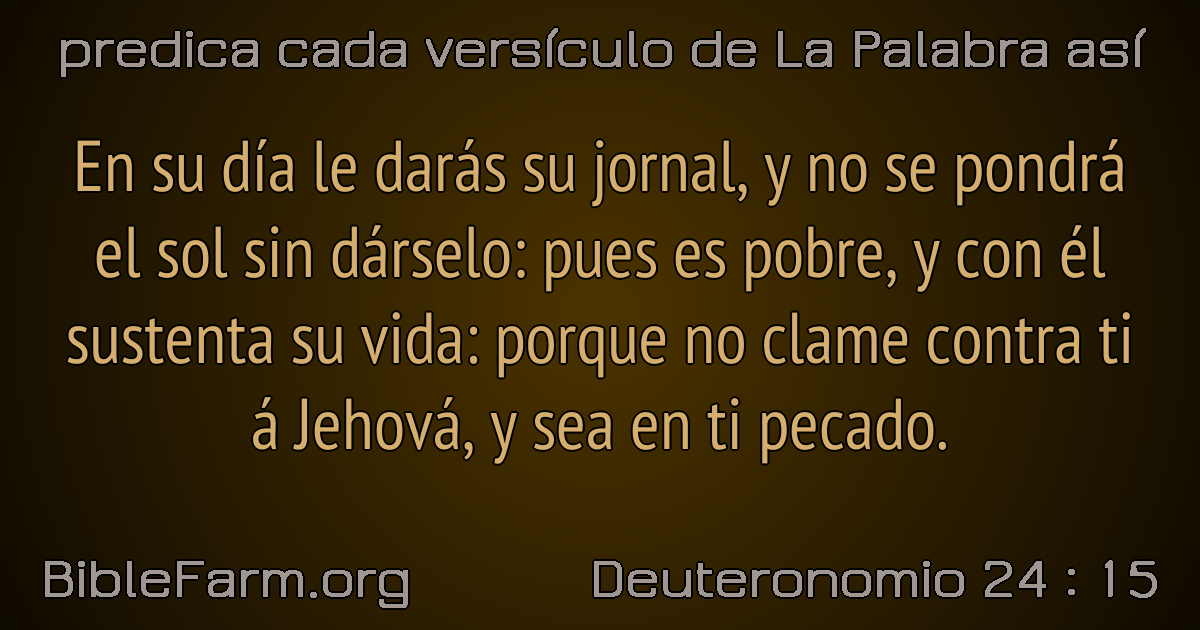 predica cada versículo de La Palabra así
En su día le darás su jornal, y no se pondrá
el sol sin dárselo: pues es pobre, y con él
sustenta su vida: porque no clame contra ti
á Jehová, y sea en ti pecado.
BibleFarm.org
Deuteronomio 24 : 15